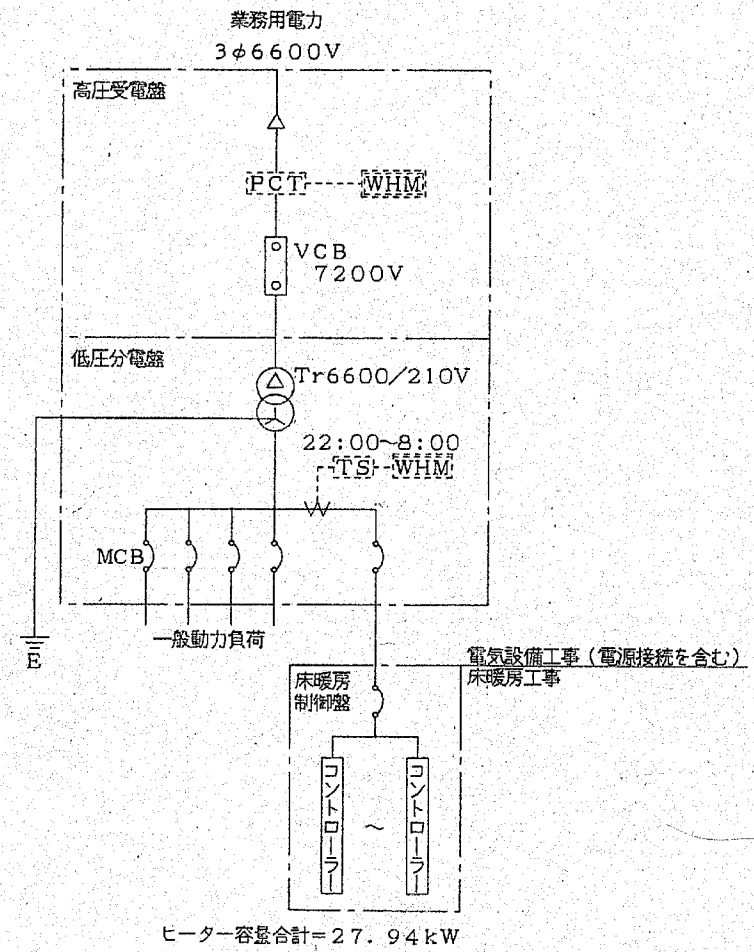 業務用電力
3φ6600V
高圧受電盤
PCT
WHM
VCB
7200V
低圧分電盤
Tr6600/210V
22:00~8:00
TS
WHM
MCB
一般動力負荷
E
電気設備工事(電源接続を含む)
床暖房工事
床暖房
制御盤
コントローラー
~
コントローラー
ヒーター容量合計=27.94kW